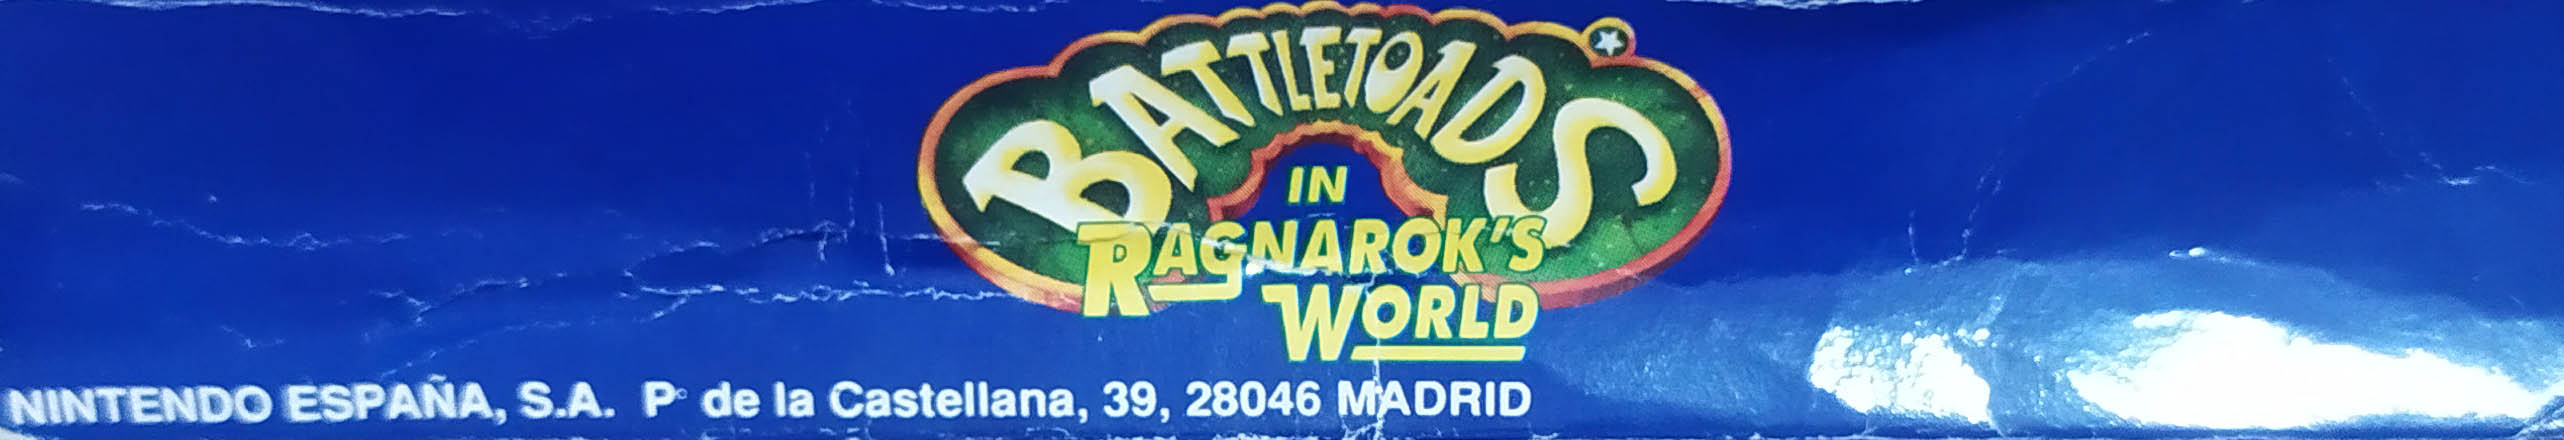 BATTLETOADS
IN
RAGNAROK'S
WORLD
NINTENDO ESPAÑA, S.A. Pº de la Castellana, 39, 28046 MADRID